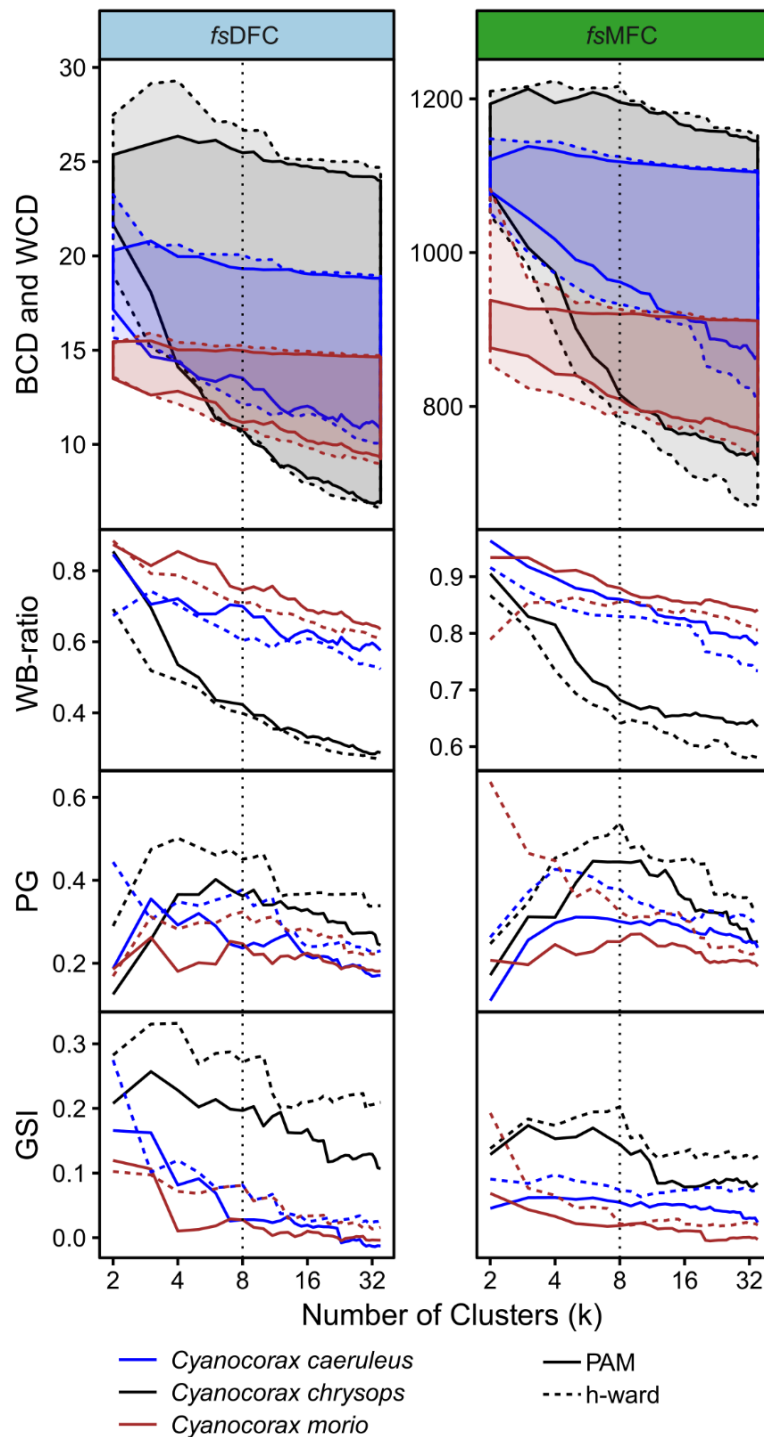 fsDFC
fsMFC
BCD and WCD
30
25
20
15
10
1200
1000
800
WB-ratio
0.8
0.6
0.4
0.9
0.8
0.7
0.6
PG
0.6
0.4
0.2
GSI
0.3
0.2
0.1
0.0
2 4 8 16 32
2 4 8 16 32
Number of Clusters (k)
Cyanocorax caeruleus
Cyanocorax chrysops
Cyanocorax morio
PAM
h-ward